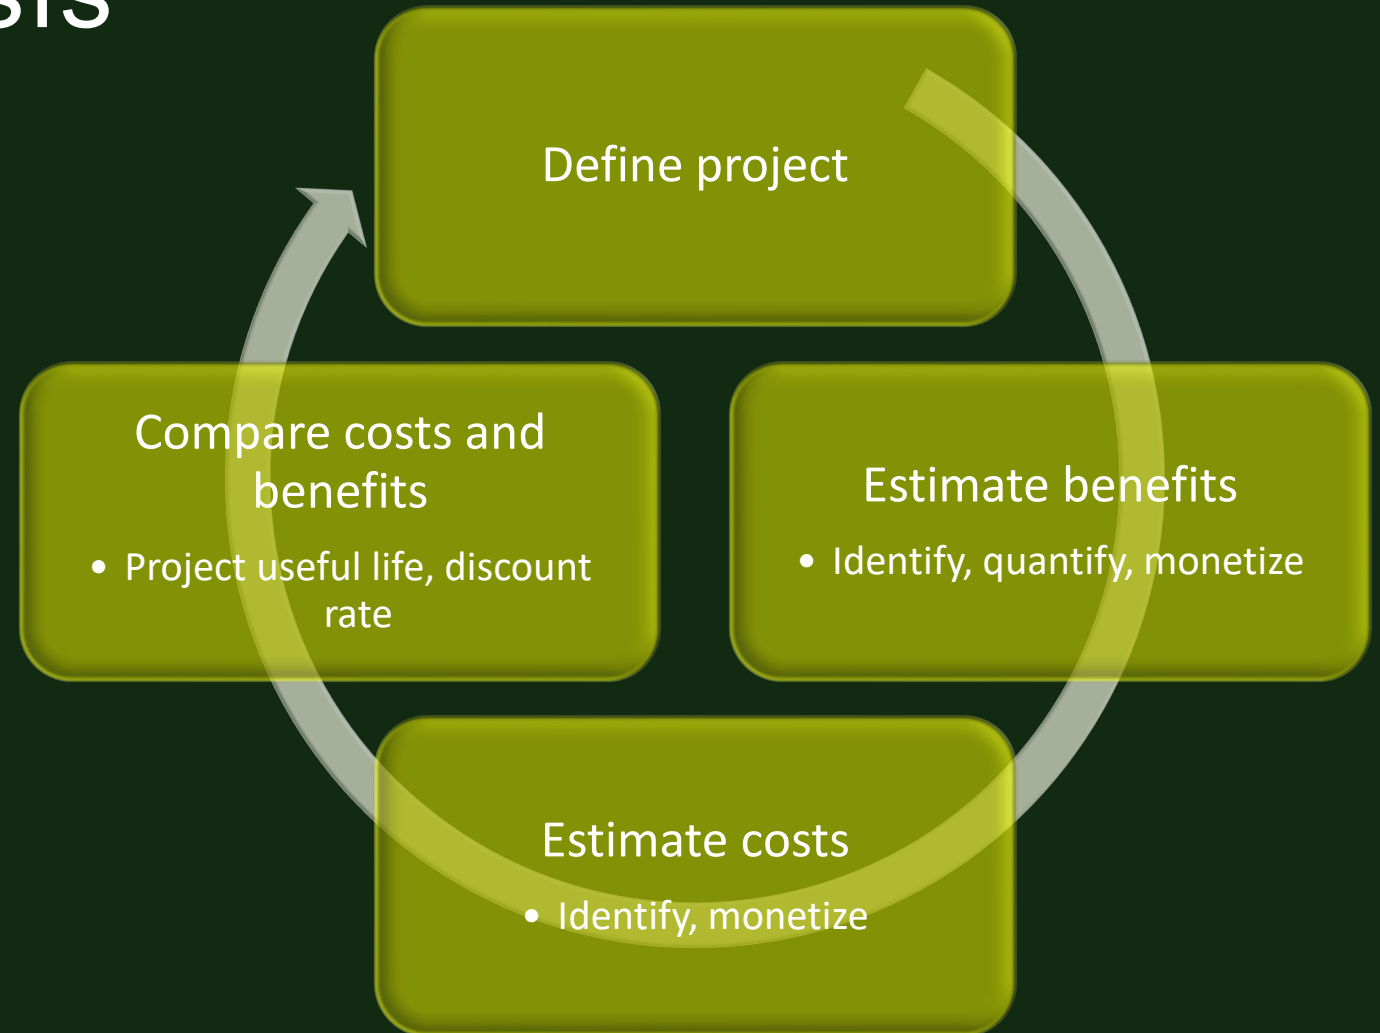 Define project
Compare costs and
benefits
• Project useful life, discount
rate
Estimate benefits
• Identify, quantify, monetize
Estimate costs
• Identify, monetize